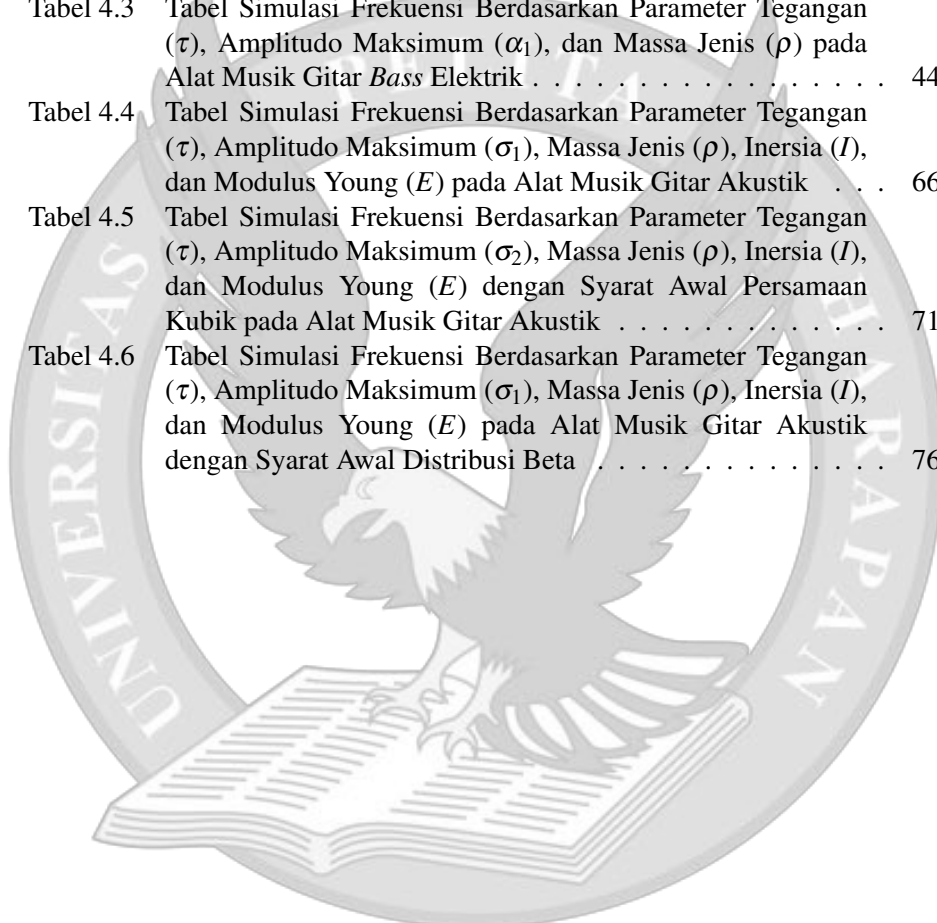 Tabel 4.3 Tabel Simulasi Frekuensi Berdasarkan Parameter Tegangan
(τ), Amplitudo Maksimum (α₁), dan Massa Jenis (ρ) pada
Alat Musik Gitar Bass Elektrik . . . . . . . . . . . . . . . . . 44
Tabel 4.4 Tabel Simulasi Frekuensi Berdasarkan Parameter Tegangan
(τ), Amplitudo Maksimum (σ₁), Massa Jenis (ρ), Inersia (I),
dan Modulus Young (E) pada Alat Musik Gitar Akustik . . . 66
Tabel 4.5 Tabel Simulasi Frekuensi Berdasarkan Parameter Tegangan
(τ), Amplitudo Maksimum (σ₂), Massa Jenis (ρ), Inersia (I),
dan Modulus Young (E) dengan Syarat Awal Persamaan
Kubik pada Alat Musik Gitar Akustik . . . . . . . . . . . . . 71
Tabel 4.6 Tabel Simulasi Frekuensi Berdasarkan Parameter Tegangan
(τ), Amplitudo Maksimum (σ₁), Massa Jenis (ρ), Inersia (I),
dan Modulus Young (E) pada Alat Musik Gitar Akustik
dengan Syarat Awal Distribusi Beta . . . . . . . . . . . . . . 76
UNIVERSITAS PELITA HARAPAN